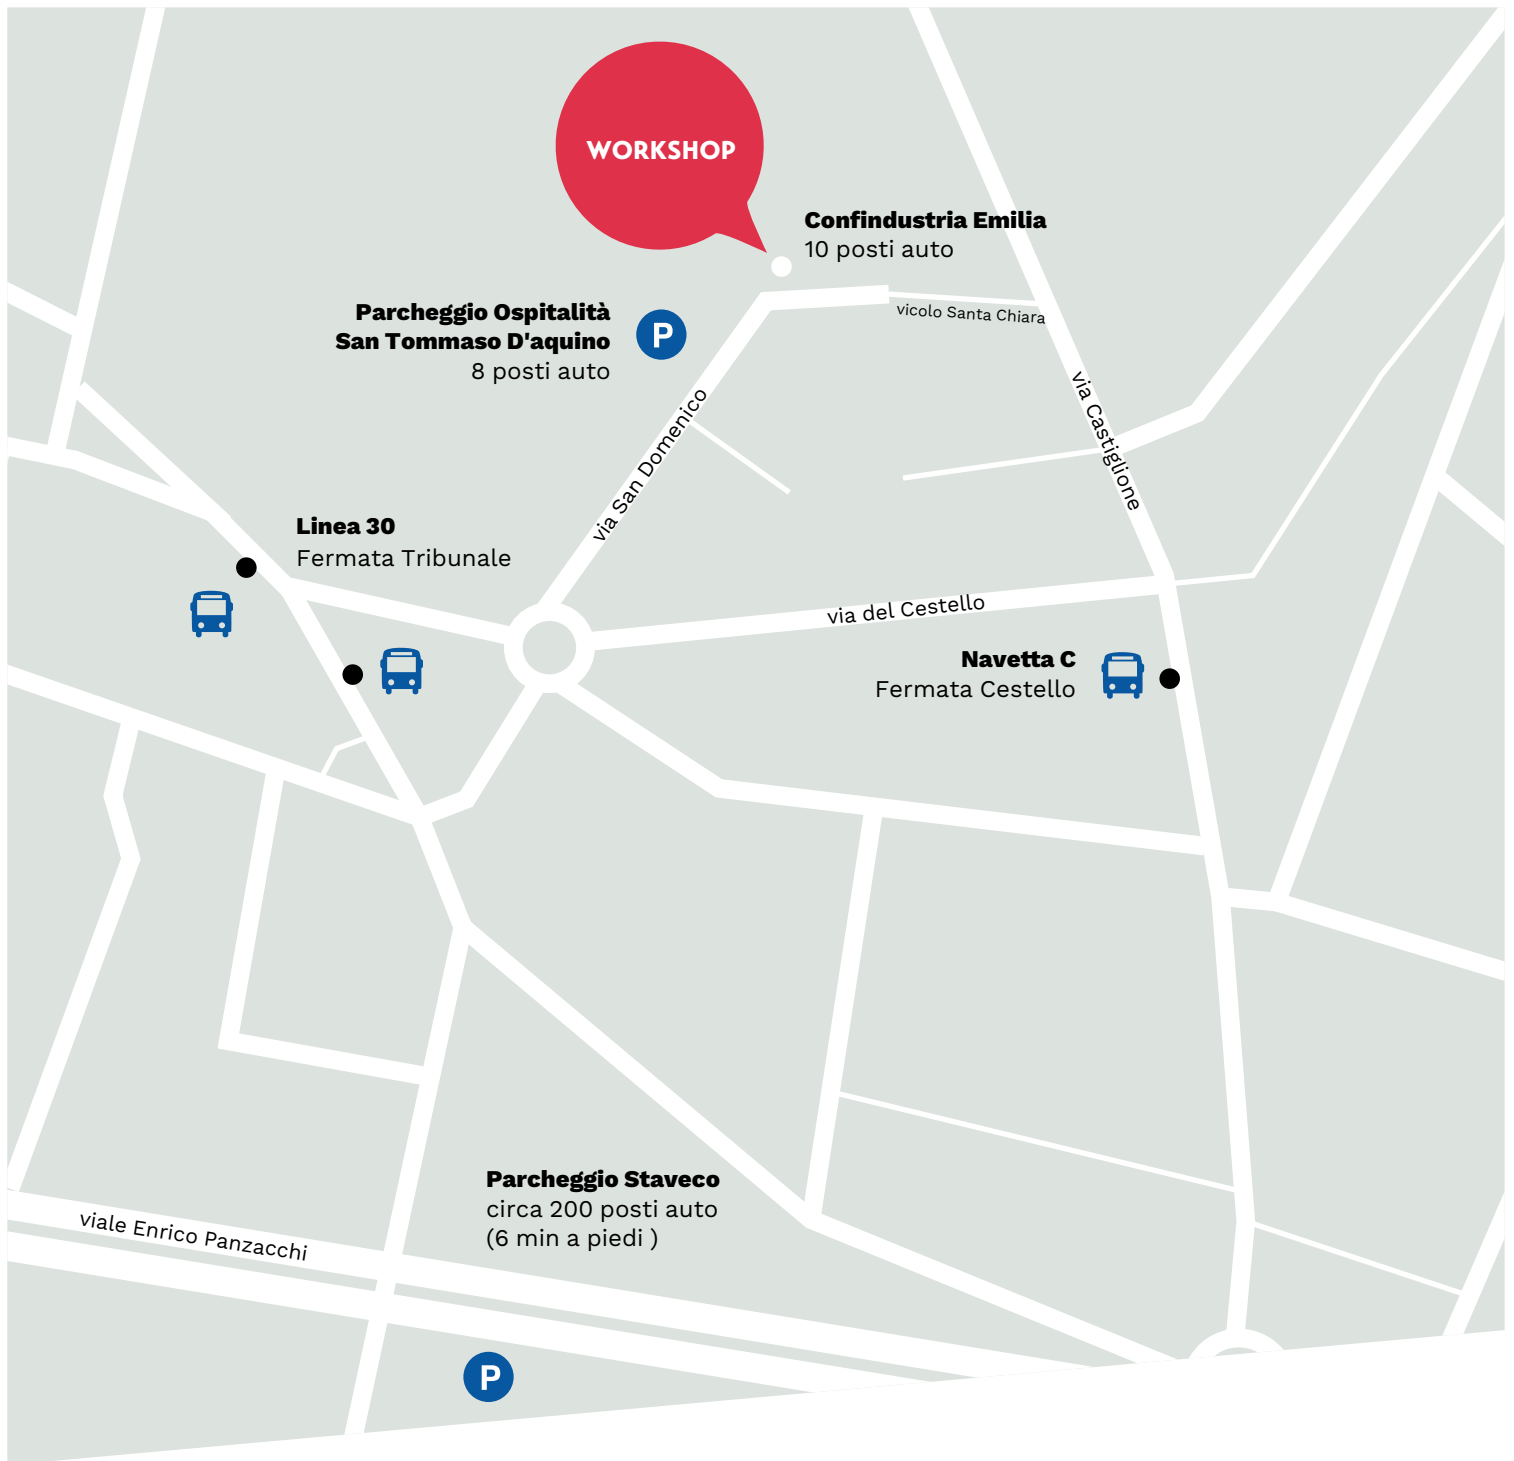 WORKSHOP
Confindustria Emilia
10 posti auto
vicolo Santa Chiara
Parcheggio Ospitalità
San Tommaso D'aquino
8 posti auto
P
via San Domenico
via Castiglione
Linea 30
Fermata Tribunale
via del Cestello
Navetta C
Fermata Cestello
Parcheggio Staveco
circa 200 posti auto
(6 min a piedi )
viale Enrico Panzacchi
P